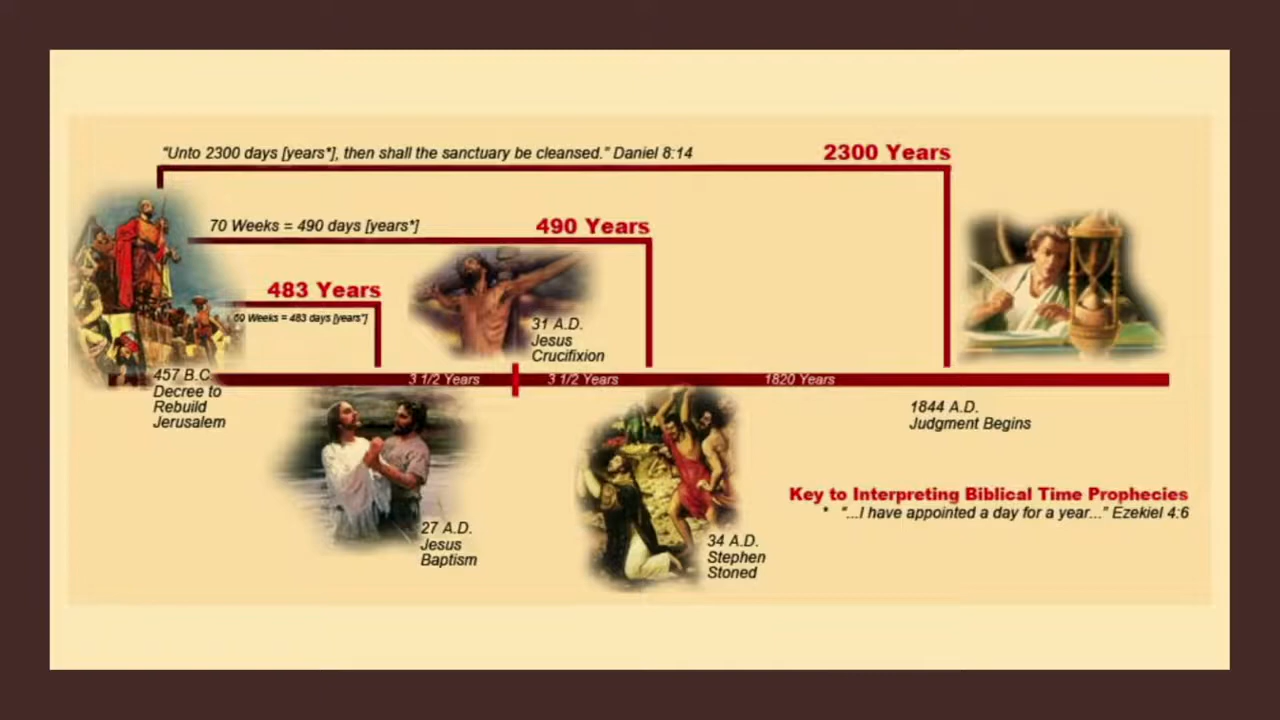 "Unto 2300 days [years*], then shall the sanctuary be cleansed." Daniel 8:14
2300 Years
70 Weeks = 490 days [years*]
490 Years
483 Years
69 Weeks = 483 days [years*]
31 A.D.
Jesus
Crucifixion
457 B.C.
Decree to
Rebuild
Jerusalem
3 1/2 Years
3 1/2 Years
1820 Years
1844 A.D.
Judgment Begins
27 A.D.
Jesus
Baptism
34 A.D.
Stephen
Stoned
Key to Interpreting Biblical Time Prophecies
* "...I have appointed a day for a year..." Ezekiel 4:6